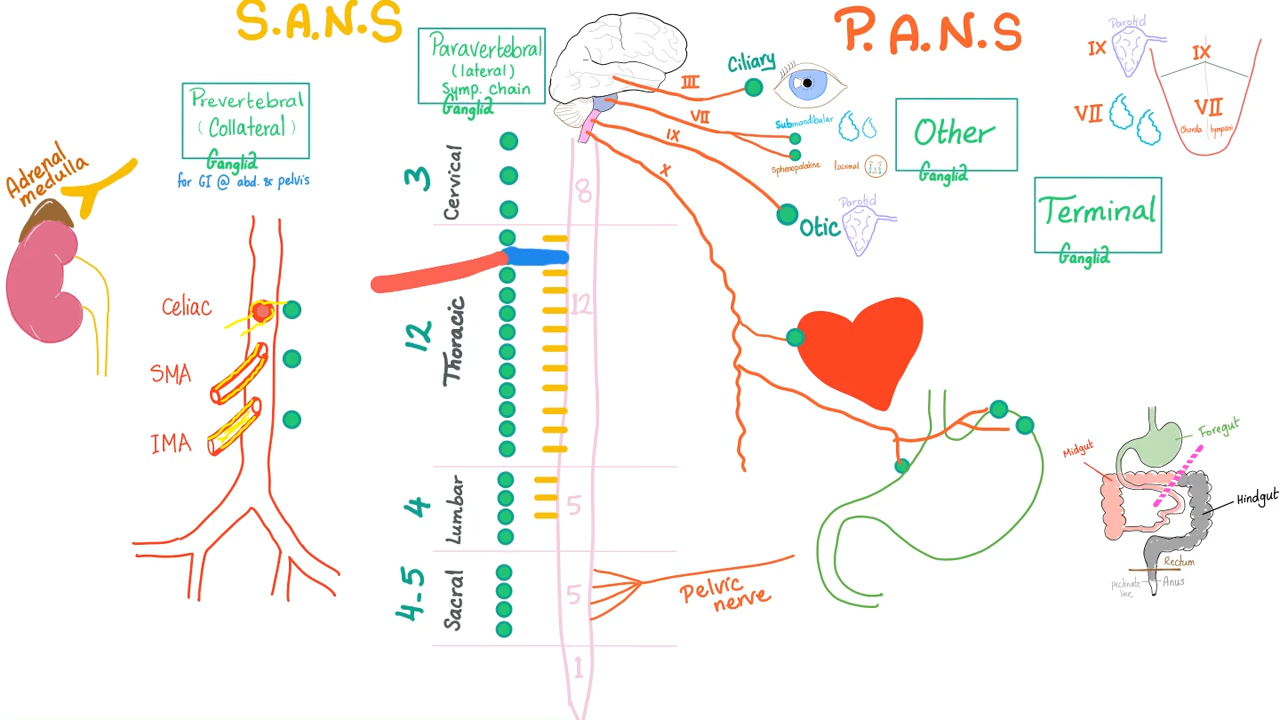 S.A.N.S
P.A.N.S
Prevertebral
(Collateral)
Ganglia
for GI @ abd. & pelvis
Paravertebral
(lateral)
Symp. chain
Ganglia
Adrenal
medulla
Celiac
SMA
IMA
3
Cervical
12
Thoracic
4
Lumbar
4-5
Sacral
8
12
5
5
1
III
VII
IX
X
Ciliary
Submandibular
Sphenopalatine
lacrimal
Otic
Parotid
Other
Ganglia
Terminal
Ganglia
Parotid
IX
VII
IX
VII
Chorda tympani
Pelvic
nerve
Midgut
Foregut
Hindgut
Rectum
pectinate
line
Anus